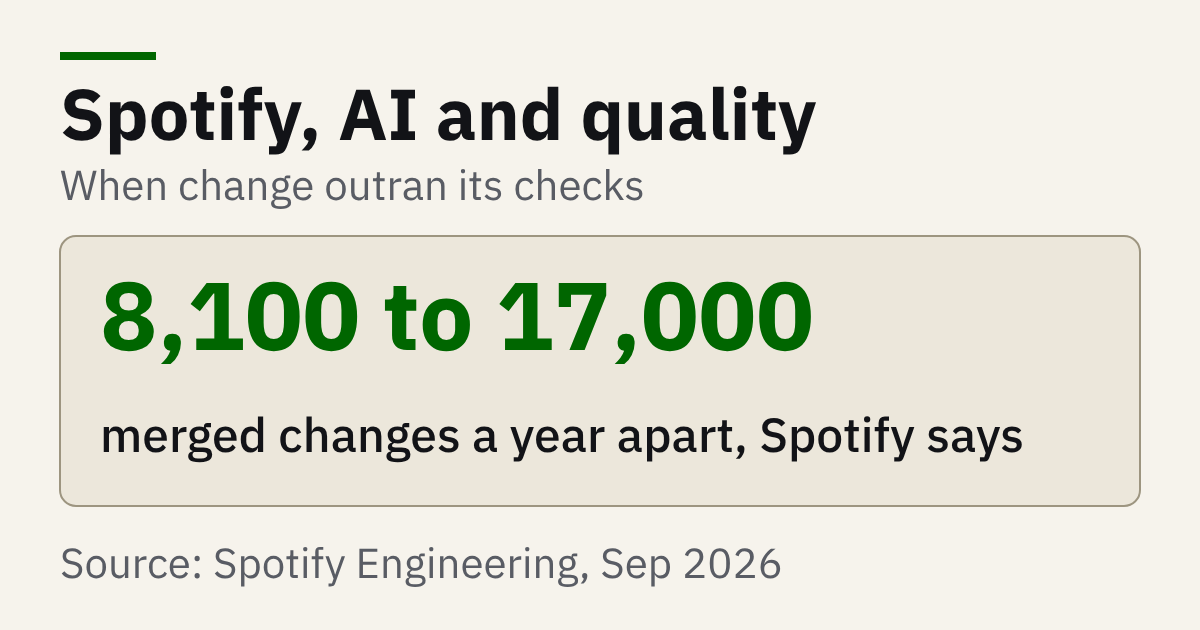 Spotify, AI and quality
When change outran its checks
8,100 to 17,000
merged changes a year apart, Spotify says
Source: Spotify Engineering, Sep 2026